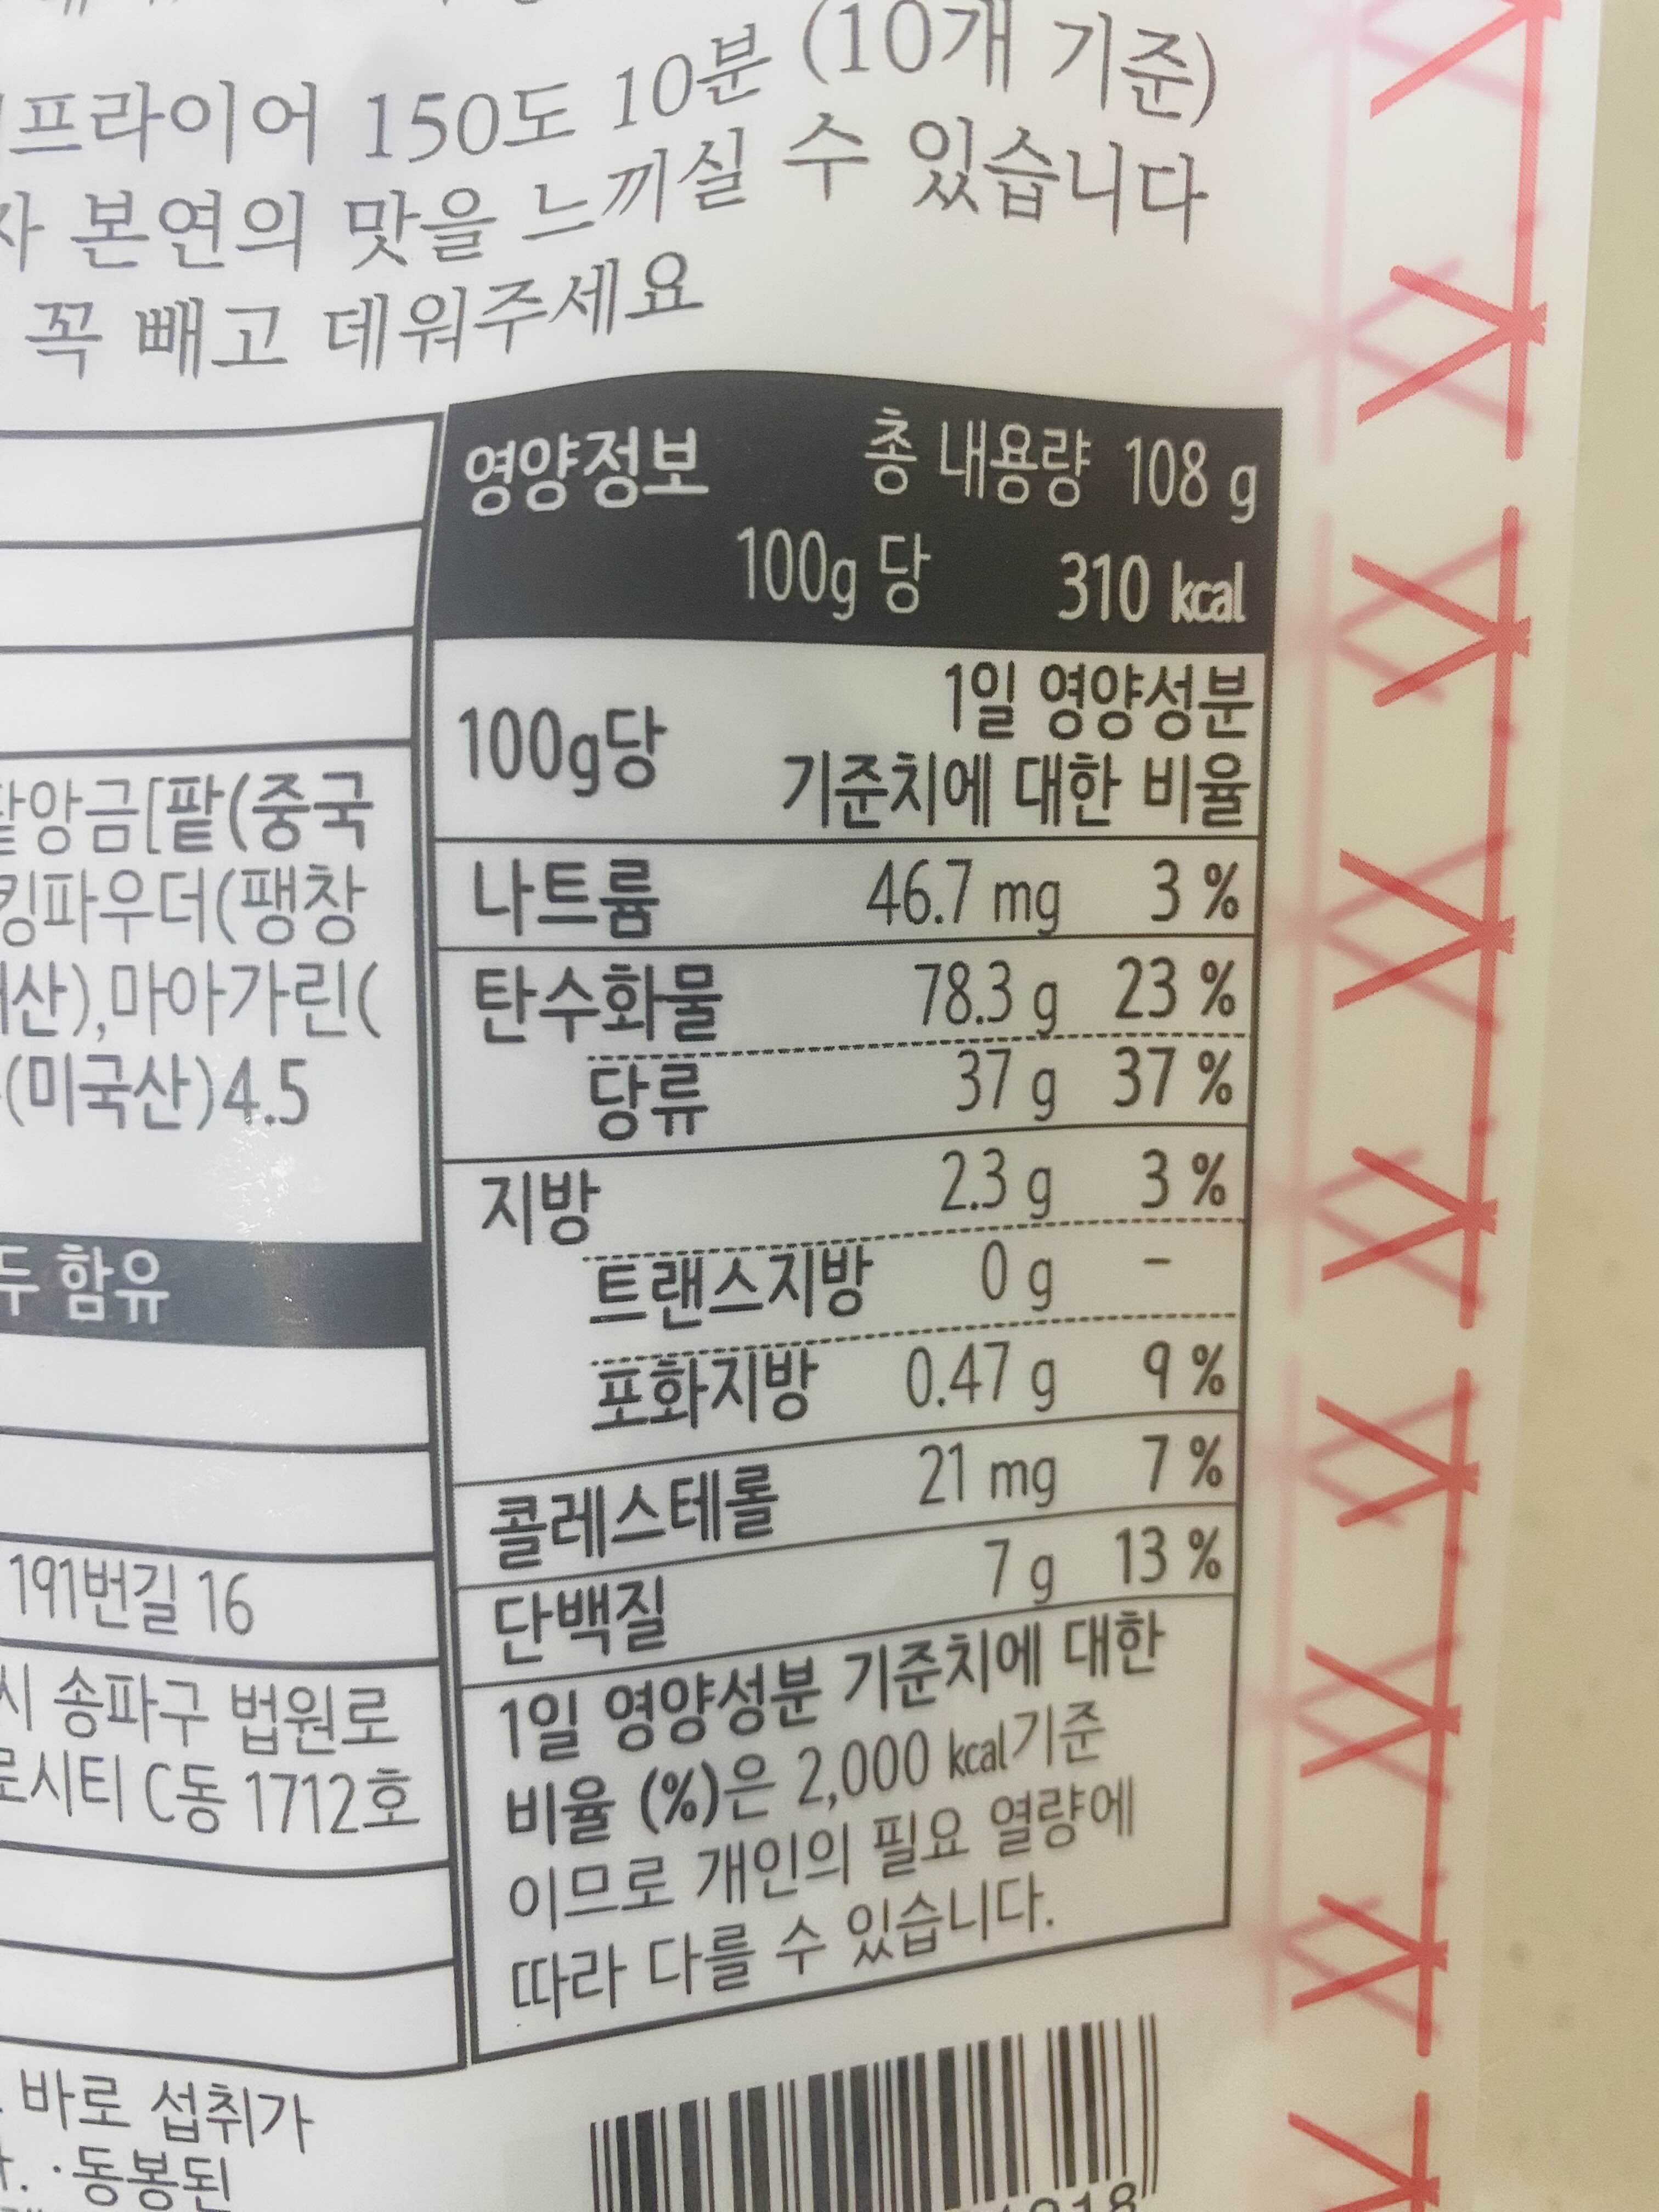 프라이어 150도 10분 (10개 기준)
본연의 맛을 느끼실 수 있습니다
꼭 빼고 데워주세요
영양정보 총 내용량 108 g
100g 당 310 kcal
100g당 1일 영양성분
기준치에 대한 비율
나트륨 46.7 mg 3 %
탄수화물 78.3 g 23 %
당류 37 g 37 %
지방 2.3 g 3 %
트랜스지방 0 g -
포화지방 0.47 g 9 %
콜레스테롤 21 mg 7 %
단백질 7 g 13 %
1일 영양성분 기준치에 대한
비율 (%)은 2,000 kcal기준
이므로 개인의 필요 열량에
따라 다를 수 있습니다.
앙금[팥(중국
킹파우더(팽창
산),마아가린(
(미국산)4.5
두 함유
191번길 16
시 송파구 법원로
로시티 C동 1712호
바로 섭취가
·동봉된